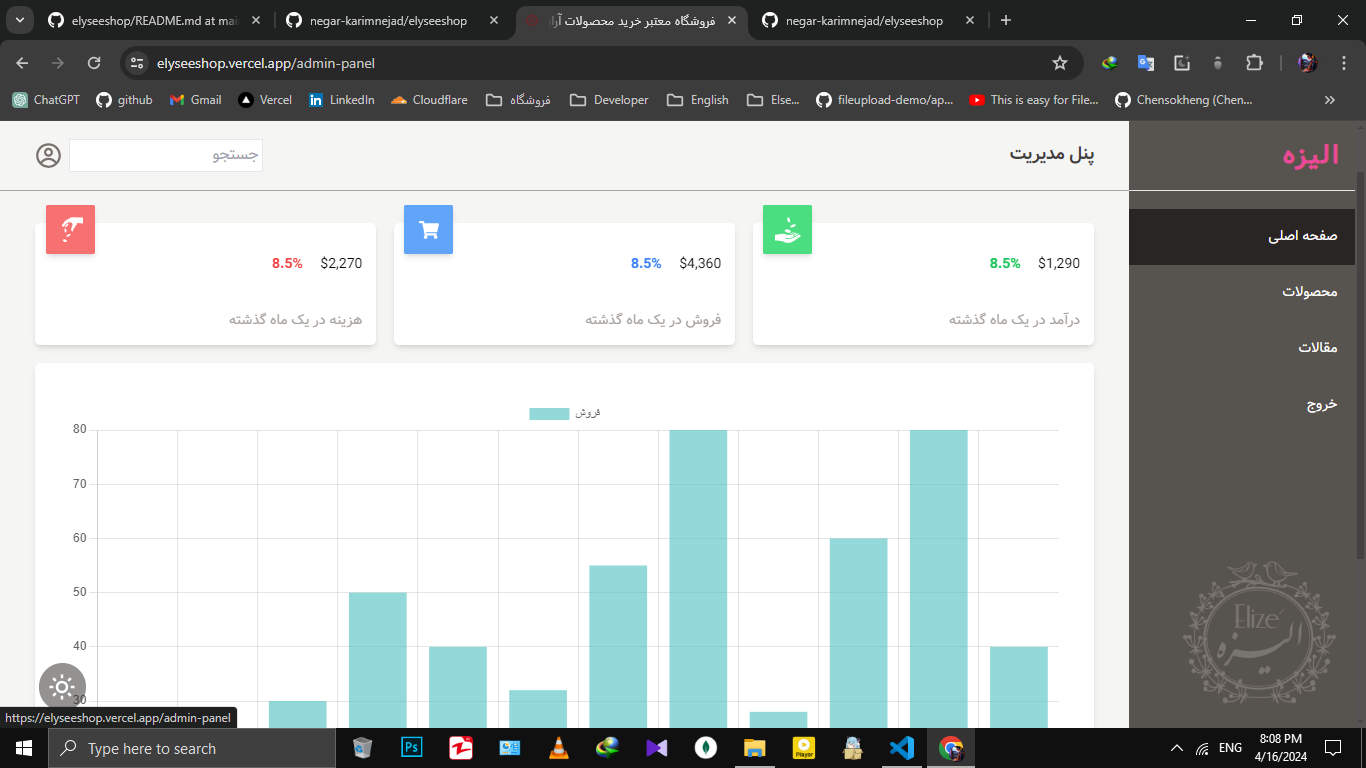 elyseeshop/README.md at mai
negar-karimnejad/elyseeshop
فروشگاه معتبر خرید محصولات آرا
negar-karimnejad/elyseeshop
elyseeshop.vercel.app/admin-panel
ChatGPT
github
Gmail
Vercel
LinkedIn
Cloudflare
فروشگاه
Developer
English
Else...
fileupload-demo/ap...
This is easy for File...
Chensokheng (Chen...
الیزه
پنل مدیریت
جستجو
صفحه اصلی
محصولات
مقالات
خروج
$1,290 8.5%
درآمد در یک ماه گذشته
$4,360 8.5%
فروش در یک ماه گذشته
$2,270 8.5%
هزینه در یک ماه گذشته
فروش
80
70
60
50
40
30
Elizé
الیزه
https://elyseeshop.vercel.app/admin-panel
Type here to search
Ps
Player
ENG
8:08 PM
4/16/2024